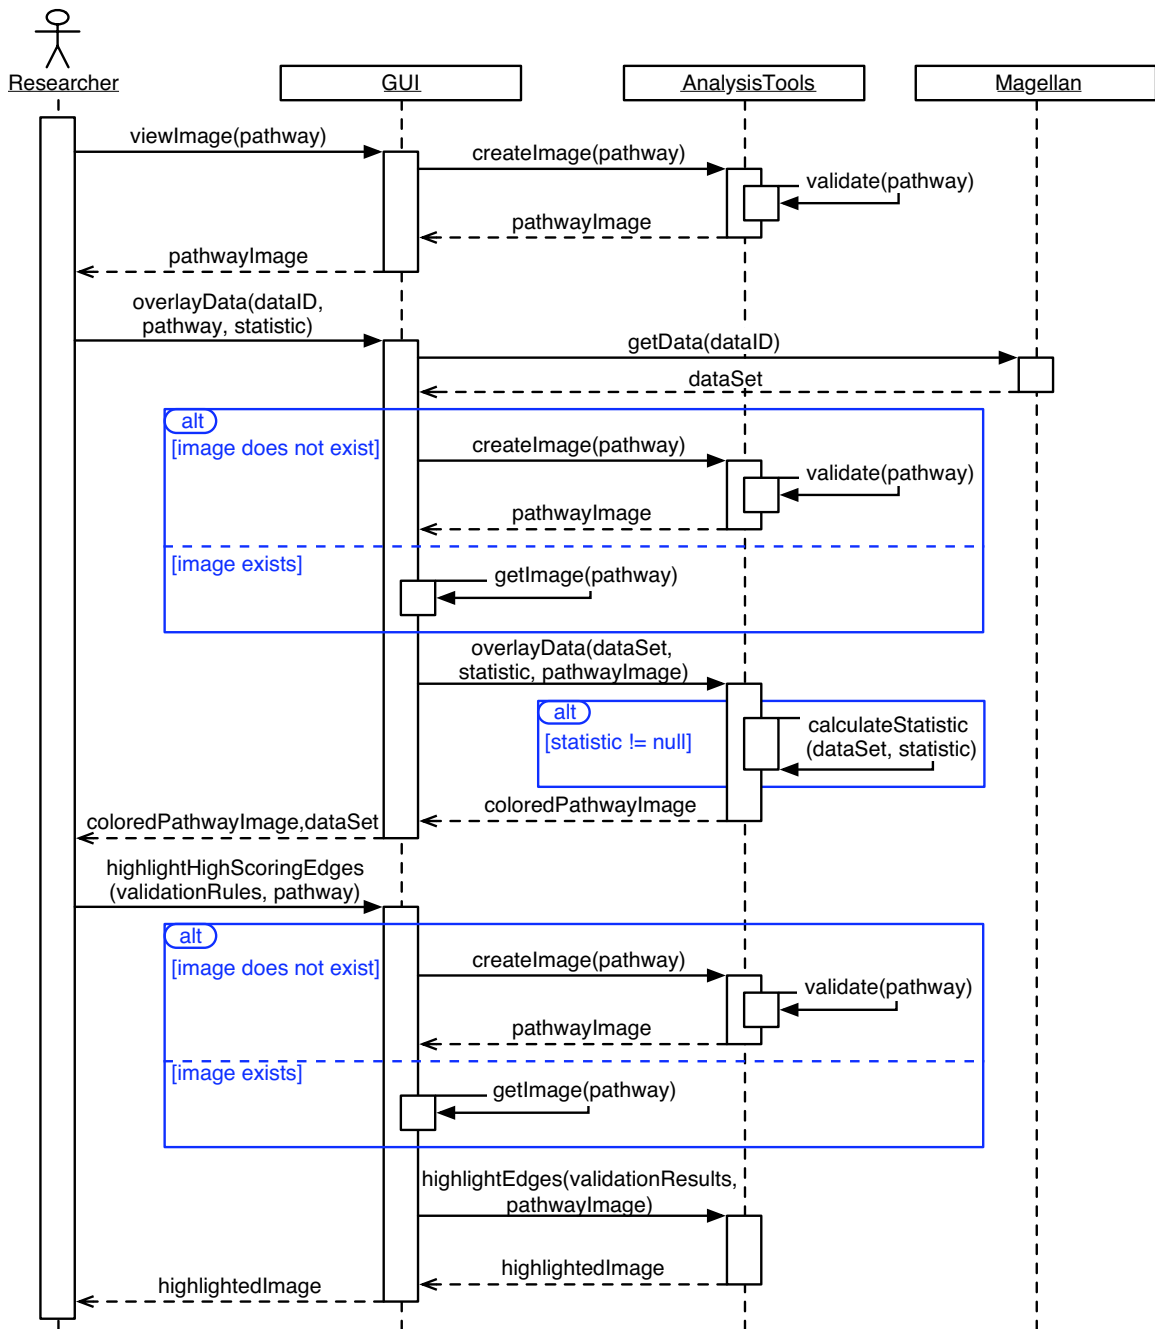 Researcher
GUI
AnalysisTools
Magellan
viewImage(pathway)
createImage(pathway)
validate(pathway)
pathwayImage
pathwayImage
overlayData(dataID,
pathway, statistic)
getData(dataID)
dataSet
alt
[image does not exist]
createImage(pathway)
validate(pathway)
pathwayImage
[image exists]
getImage(pathway)
overlayData(dataSet,
statistic, pathwayImage)
alt
[statistic != null]
calculateStatistic
(dataSet, statistic)
coloredPathwayImage
coloredPathwayImage,dataSet
highlightHighScoringEdges
(validationRules, pathway)
alt
[image does not exist]
createImage(pathway)
validate(pathway)
pathwayImage
[image exists]
getImage(pathway)
highlightEdges(validationResults,
pathwayImage)
highlightedImage
highlightedImage